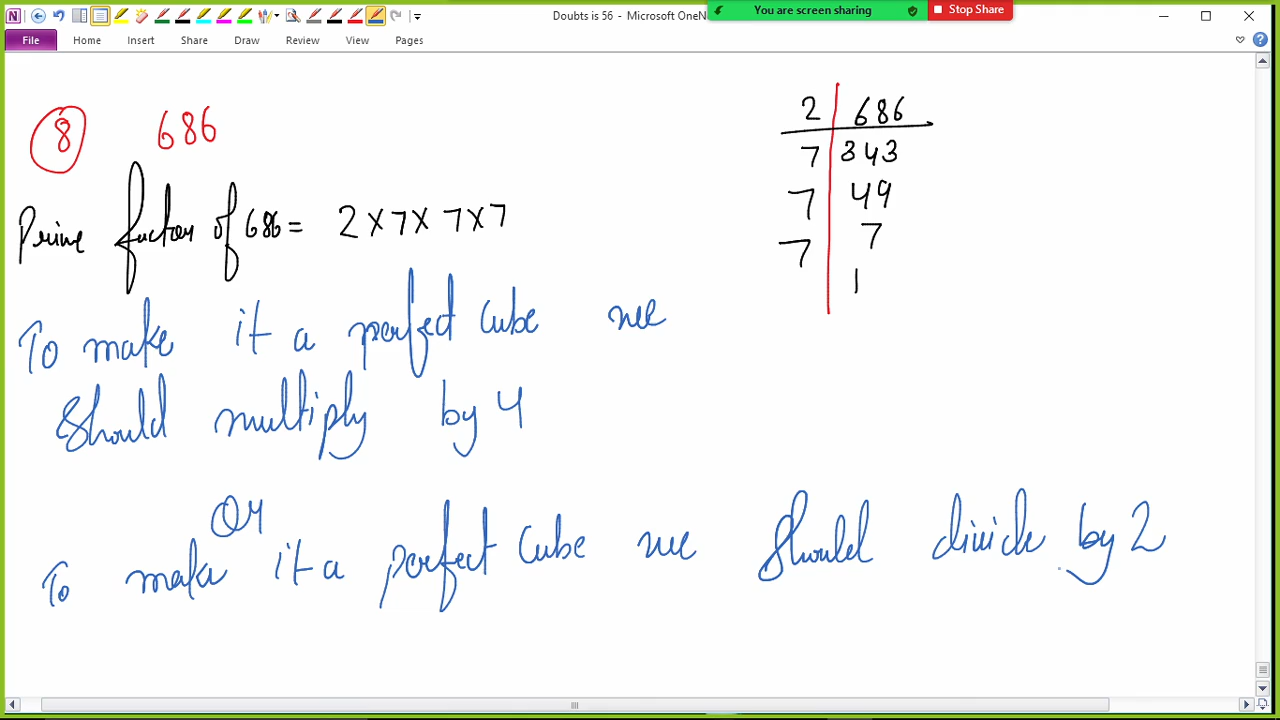 Doubts is 56 - Microsoft OneNo
You are screen sharing
Stop Share
File Home Insert Share Draw Review View Pages
8 686
Prime factor of 686 = 2 X 7 X 7 X 7
To make it a perfect cube we
should multiply by 4
Or
To make it a perfect cube we should divide by 2
2 686
7 343
7 49
7 7
1